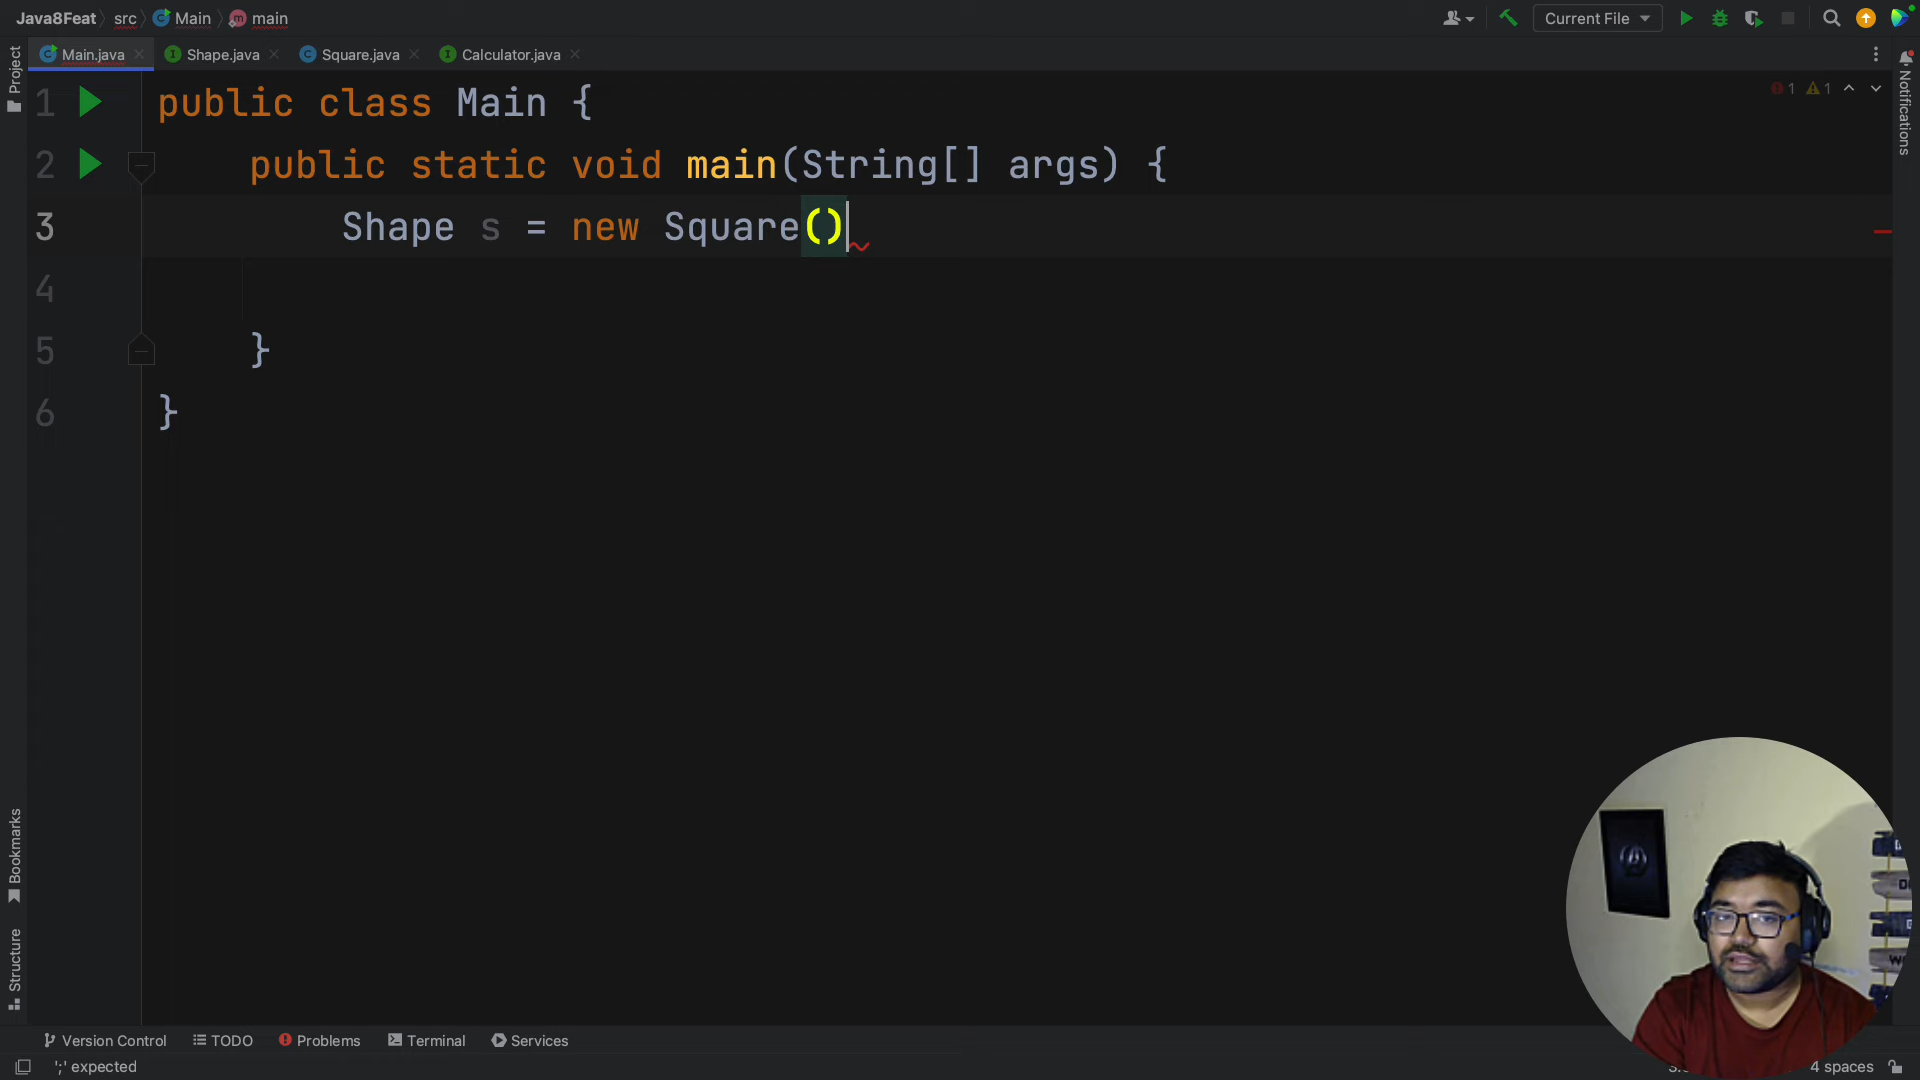 Java8Feat src Main main Current File
Main.java Shape.java Square.java Calculator.java
Project
Notifications
1 1
1 public class Main {
2 public static void main(String[] args) {
3 Shape s = new Square()
4
5 }
6 }
Bookmarks
Structure
Version Control TODO Problems Terminal Services
';' expected
4 spaces